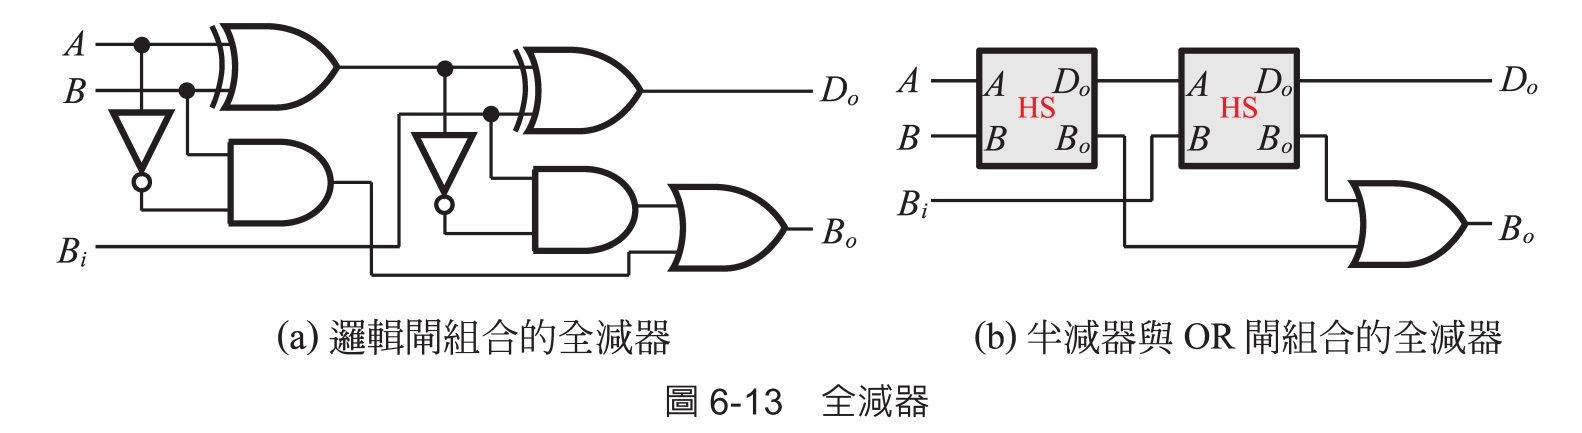 A
B
Bi
Do
Bo
A
B
Bi
A Do
HS
B Bo
A Do
HS
B Bo
Do
Bo
(a) 邏輯閘組合的全減器
(b) 半減器與 OR 閘組合的全減器
圖 6-13 全減器